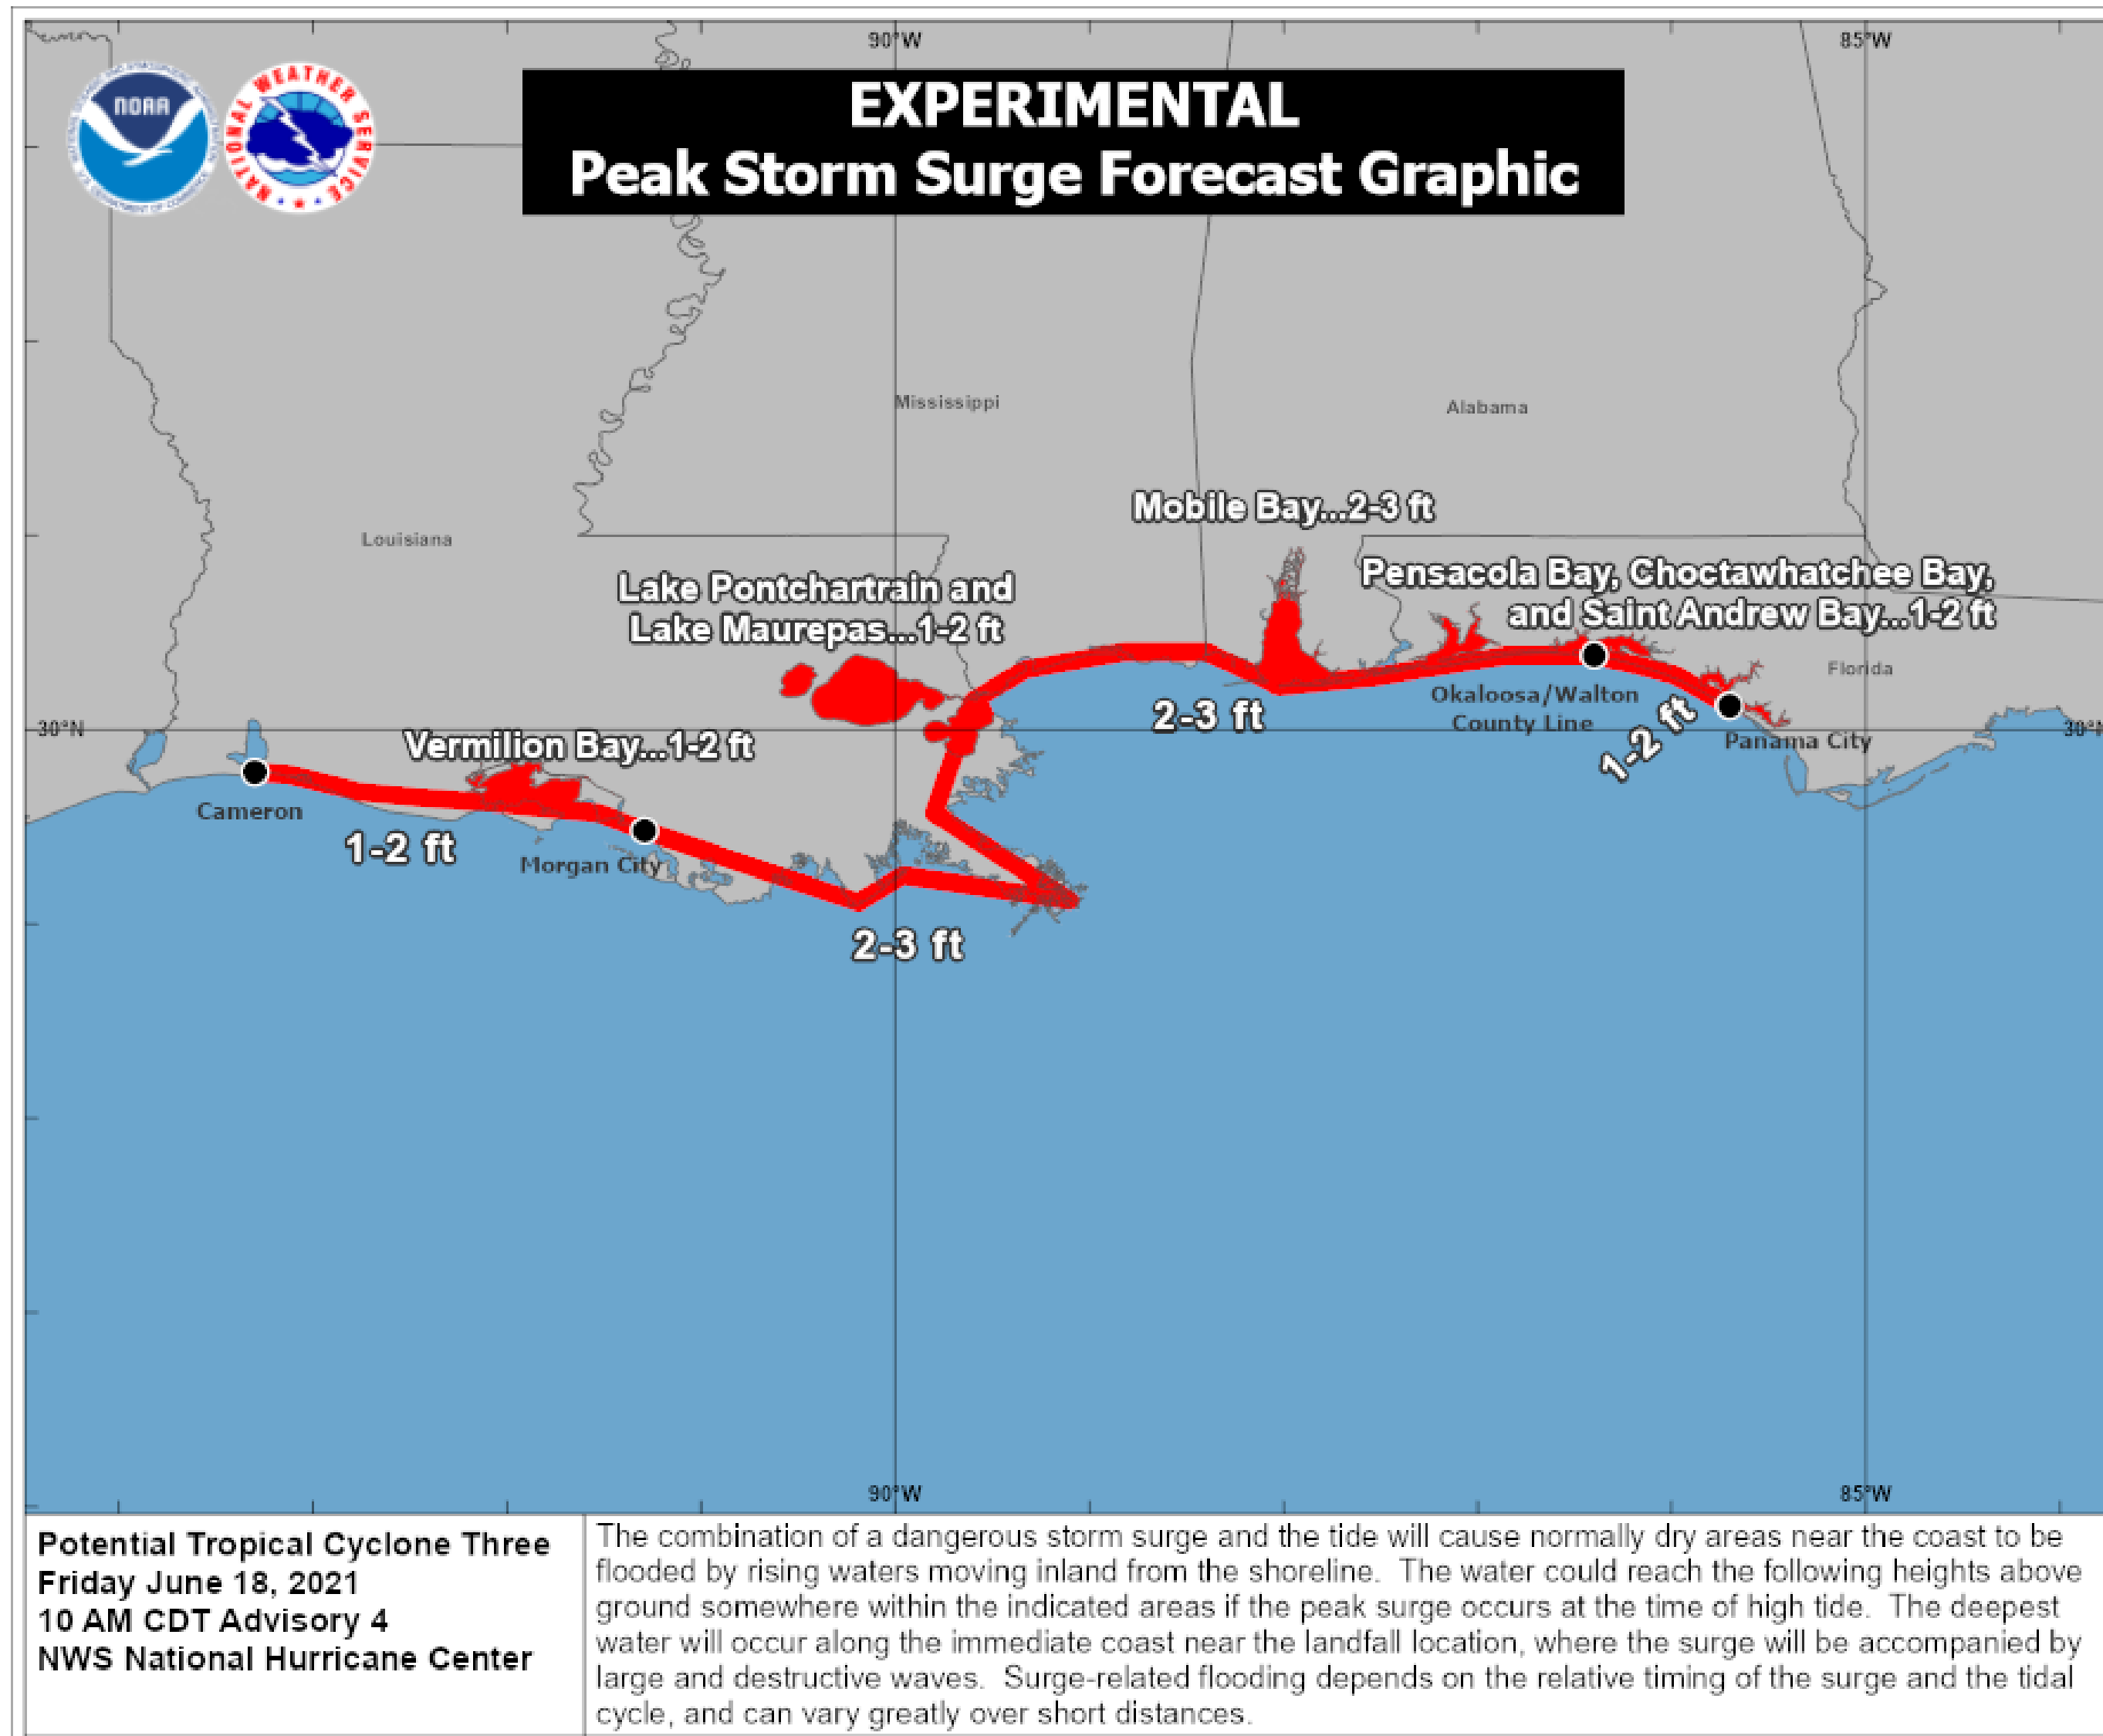 90°W
85°W
NOAA
NATIONAL WEATHER SERVICE
EXPERIMENTAL
Peak Storm Surge Forecast Graphic
Mississippi
Alabama
Mobile Bay...2-3 ft
Louisiana
Lake Pontchartrain and
Lake Maurepas...1-2 ft
Pensacola Bay, Choctawhatchee Bay,
and Saint Andrew Bay...1-2 ft
Florida
Okaloosa/Walton
County Line
2-3 ft
1-2 ft
30°N
Vermilion Bay...1-2 ft
Panama City
Cameron
1-2 ft
Morgan City
2-3 ft
90°W
85°W
Potential Tropical Cyclone Three
Friday June 18, 2021
10 AM CDT Advisory 4
NWS National Hurricane Center
The combination of a dangerous storm surge and the tide will cause normally dry areas near the coast to be
flooded by rising waters moving inland from the shoreline.  The water could reach the following heights above
ground somewhere within the indicated areas if the peak surge occurs at the time of high tide.  The deepest
water will occur along the immediate coast near the landfall location, where the surge will be accompanied by
large and destructive waves.  Surge-related flooding depends on the relative timing of the surge and the tidal
cycle, and can vary greatly over short distances.